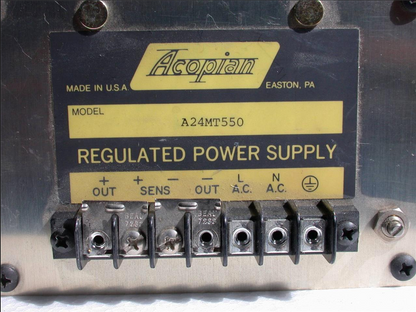 Acopian
MADE IN U.S.A EASTON, PA
MODEL
A24MT550
REGULATED POWER SUPPLY
+ + − − L N
OUT SENS OUT A.C. A.C.